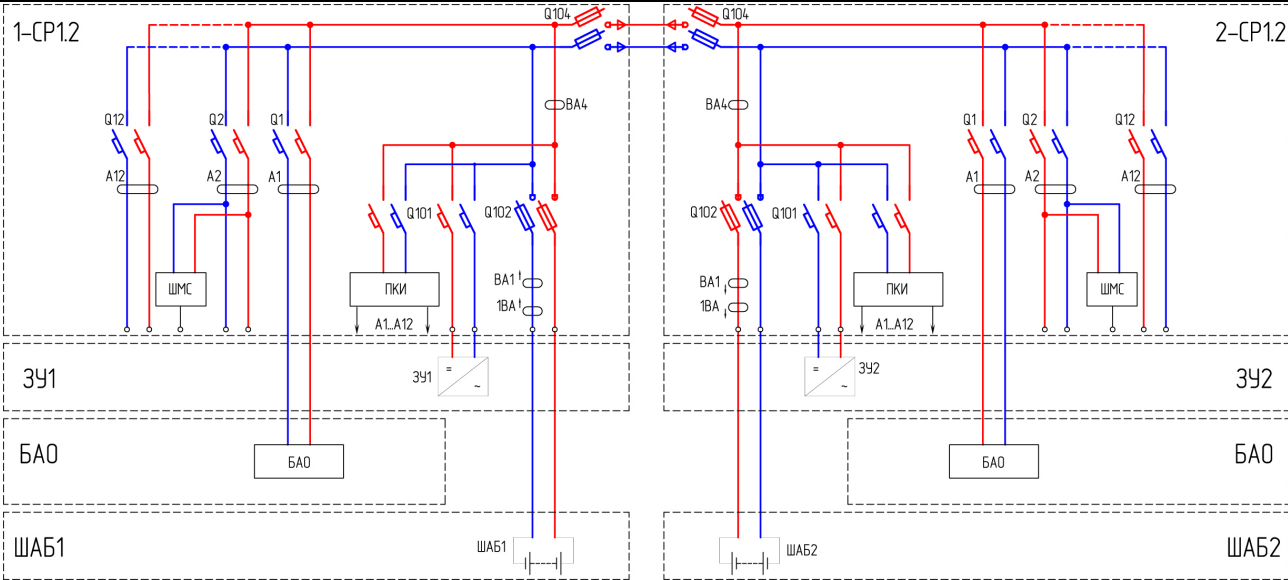 1-СР1.2
Q104
Q104
2-СР1.2
ВА4
ВА4
Q12
Q2
Q1
Q1
Q2
Q12
А12
А2
А1
А1
А2
А12
Q101
Q102
Q102
Q101
ШМС
ПКИ
ВА1
1ВА
ВА1
1ВА
ПКИ
ШМС
А1...А12
А1...А12
ЗУ1
ЗУ1
=
~
=
~
ЗУ2
ЗУ2
БАО
БАО
БАО
БАО
ШАБ1
ШАБ1
ШАБ2
ШАБ2